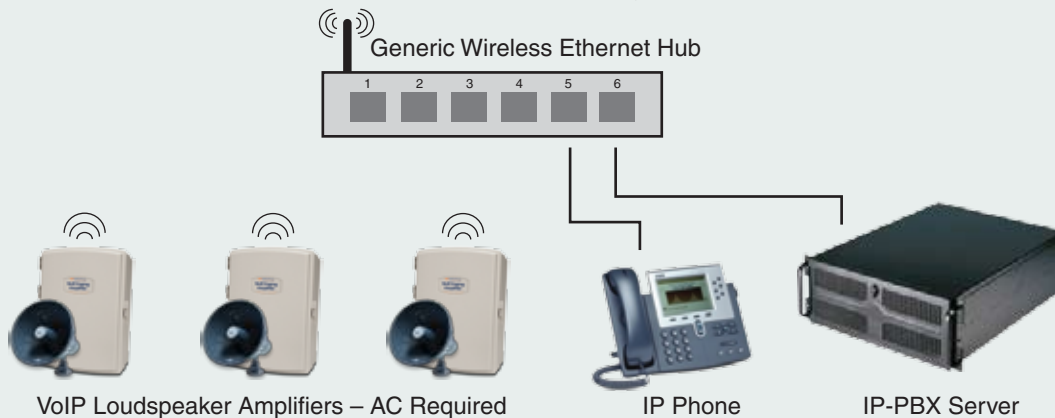 Generic Wireless Ethernet Hub
1 2 3 4 5 6
VoIP Loudspeaker Amplifiers – AC Required
IP Phone
IP-PBX Server